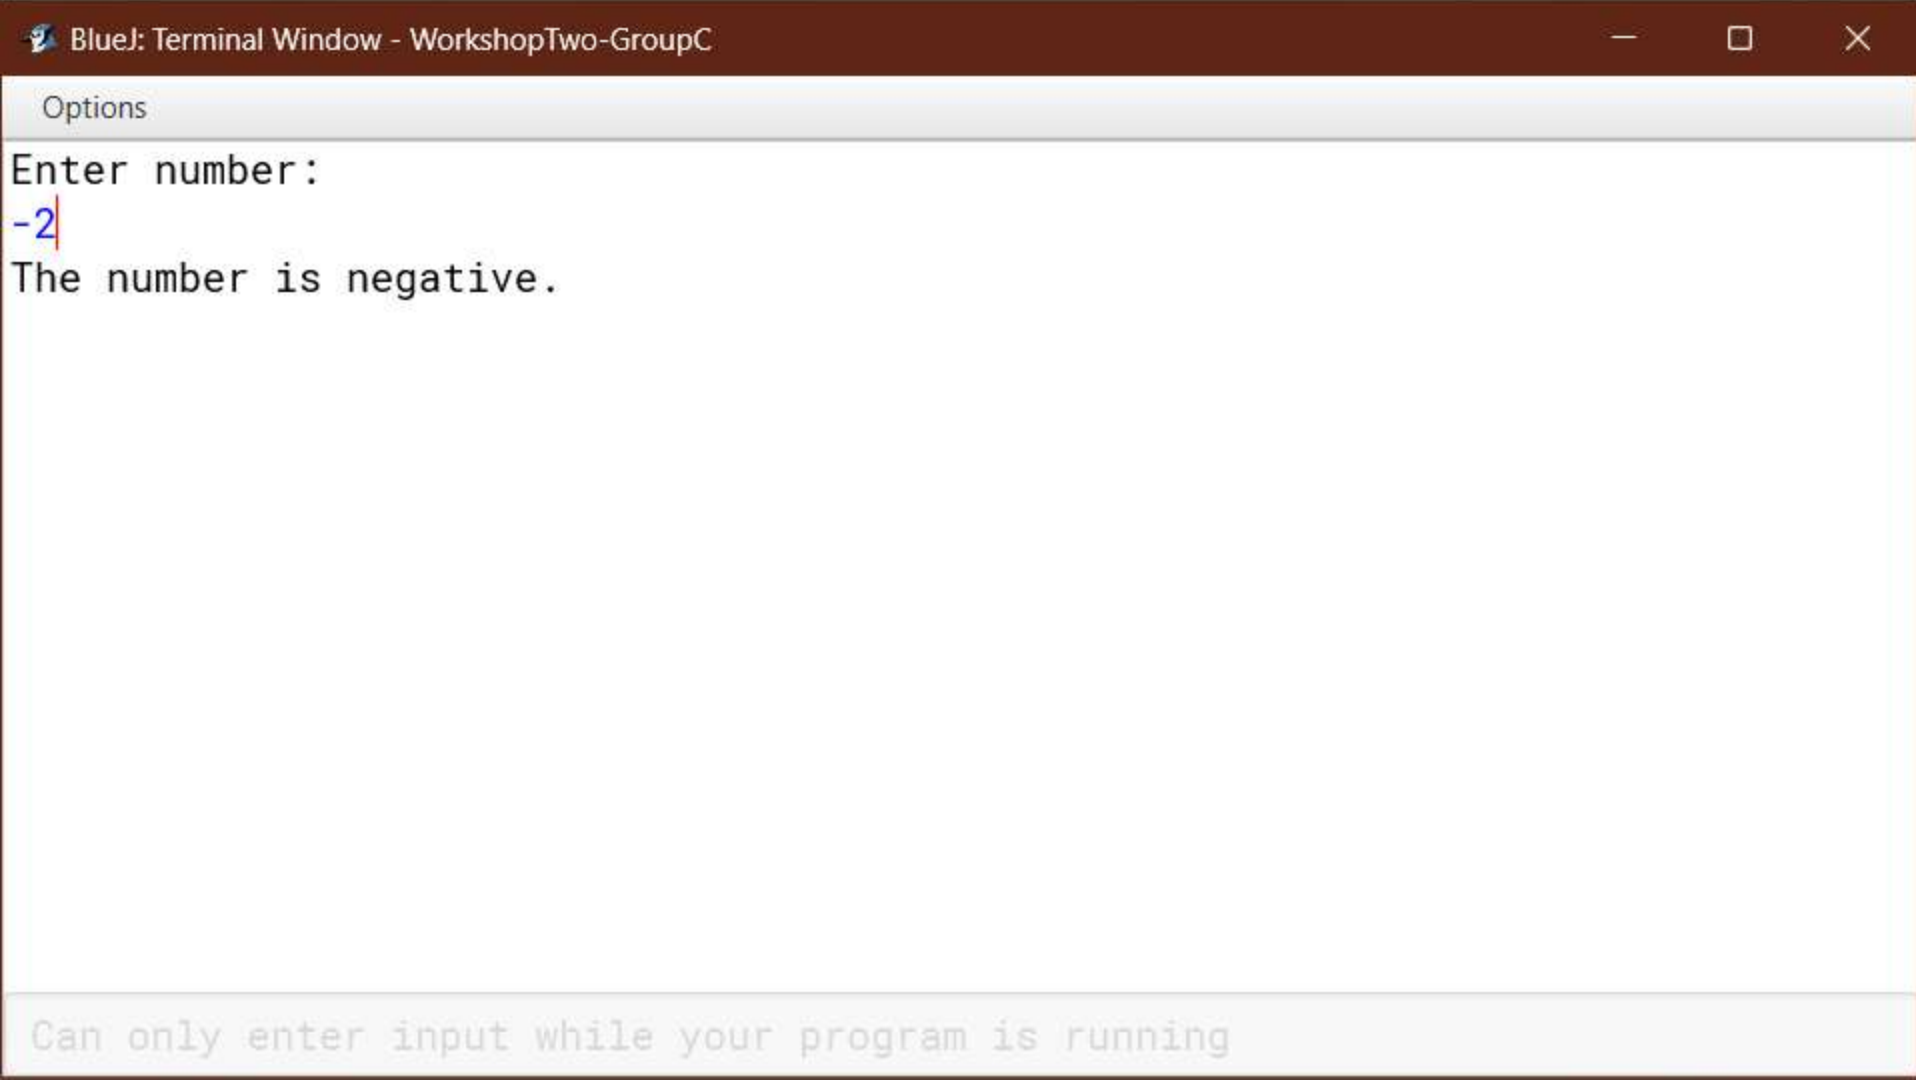 BlueJ: Terminal Window - WorkshopTwo-GroupC
Options
Enter number:
-2
The number is negative.
Can only enter input while your program is running